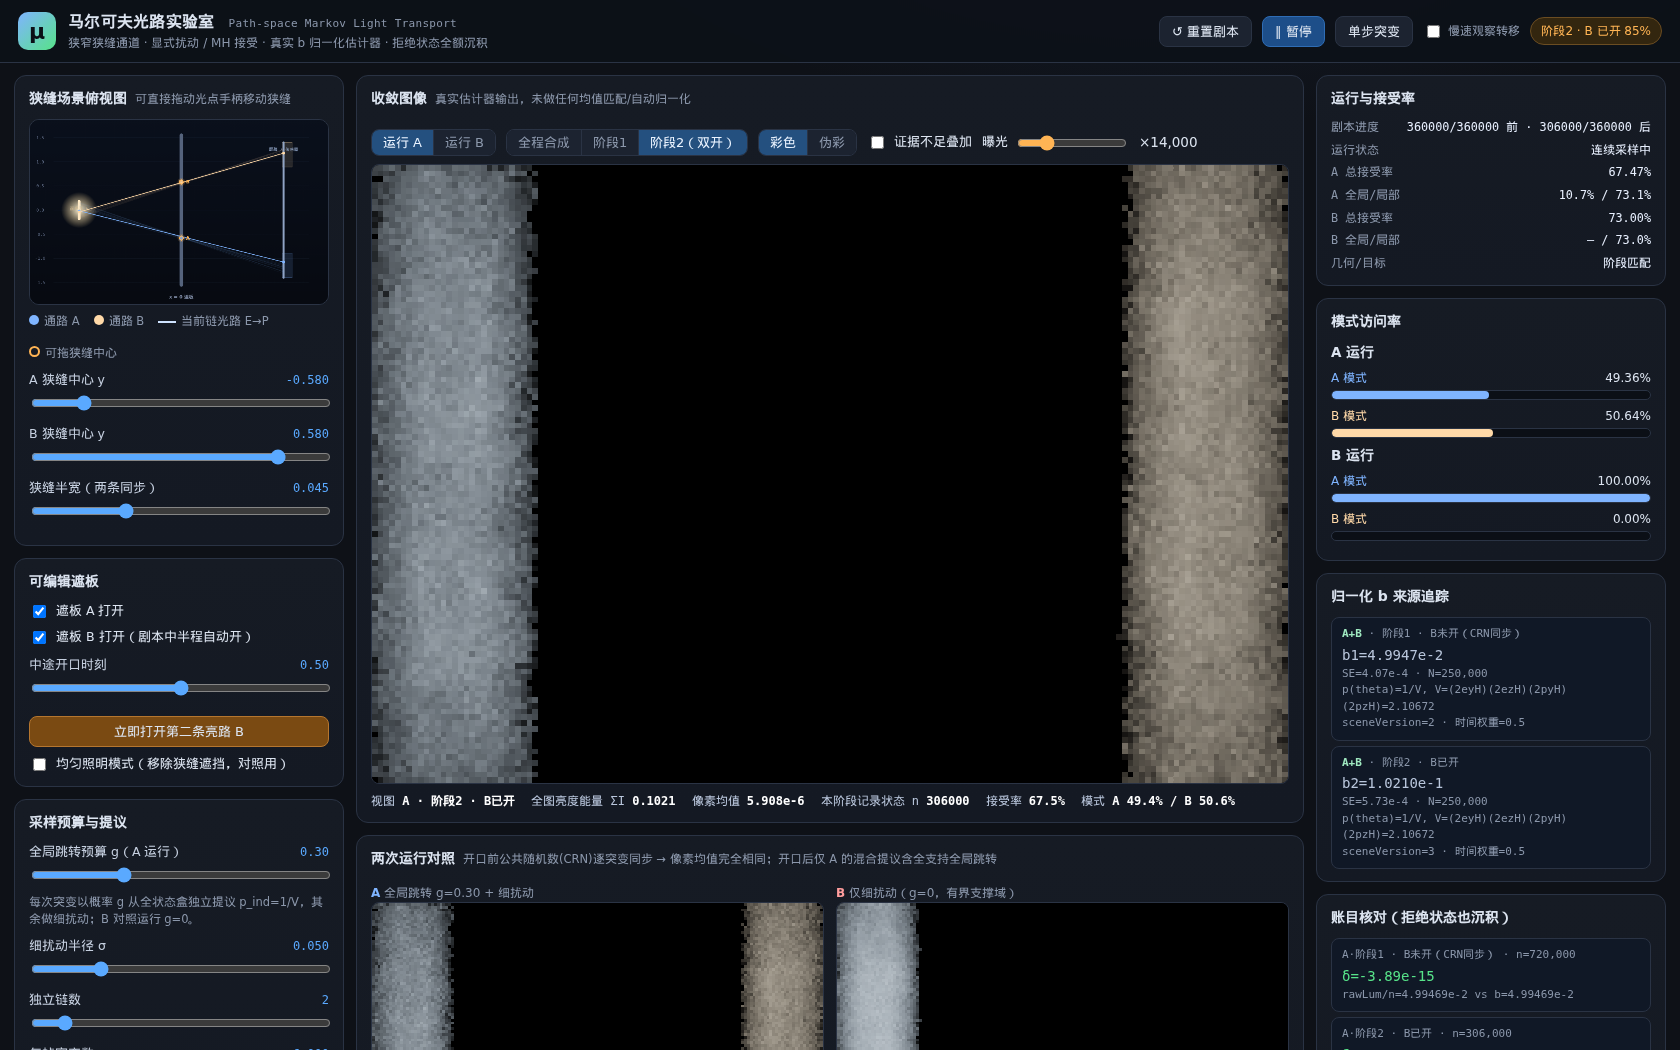 μ
马尔可夫光路实验室 Path-space Markov Light Transport
狭窄狭缝通道 · 显式扰动 / MH 接受 · 真实 b 归一化估计器 · 拒绝状态全额沉积
↺ 重置剧本
‖ 暂停
单步突变
慢速观察转移
阶段2 · B 已开 85%
狭缝场景俯视图 可直接拖动光点手柄移动狭缝
通路 A
通路 B
当前链光路 E→P
可拖狭缝中心
A 狭缝中心 y -0.580
B 狭缝中心 y 0.580
狭缝半宽（两条同步） 0.045
可编辑遮板
遮板 A 打开
遮板 B 打开（剧本中半程自动开）
中途开口时刻 0.50
立即打开第二条亮路 B
均匀照明模式（移除狭缝遮挡，对照用）
采样预算与提议
全局跳转预算 g（A 运行） 0.30
每次突变以概率 g 从全状态盒独立提议 p_ind=1/V，其
余做细扰动；B 对照运行 g=0。
细扰动半径 σ 0.050
独立链数 2
收敛图像 真实估计器输出，未做任何均值匹配/自动归一化
运行 A 运行 B
全程合成 阶段1 阶段2（双开）
彩色 伪彩
证据不足叠加 曝光 ×14,000
视图 A · 阶段2 · B已开 全图亮度能量 ΣI 0.1021 像素均值 5.908e-6 本阶段记录状态 n 306000 接受率 67.5% 模式 A 49.4% / B 50.6%
两次运行对照 开口前公共随机数(CRN)逐突变同步 → 像素均值完全相同；开口后仅 A 的混合提议含全支持全局跳转
A 全局跳转 g=0.30 + 细扰动
B 仅细扰动（g=0，有界支撑域）
运行与接受率
剧本进度 360000/360000 前 · 306000/360000 后
运行状态 连续采样中
A 总接受率 67.47%
A 全局/局部 10.7% / 73.1%
B 总接受率 73.00%
B 全局/局部 — / 73.0%
几何/目标 阶段匹配
模式访问率
A 运行
A 模式 49.36%
B 模式 50.64%
B 运行
A 模式 100.00%
B 模式 0.00%
归一化 b 来源追踪
A+B · 阶段1 · B未开（CRN同步）
b1=4.9947e-2
SE=4.07e-4 · N=250,000
p(theta)=1/V, V=(2eyH)(2ezH)(2pyH)
(2pzH)=2.10672
sceneVersion=2 · 时间权重=0.5
A+B · 阶段2 · B已开
b2=1.0210e-1
SE=5.73e-4 · N=250,000
p(theta)=1/V, V=(2eyH)(2ezH)(2pyH)
(2pzH)=2.10672
sceneVersion=3 · 时间权重=0.5
账目核对（拒绝状态也沉积）
A·阶段1 · B未开（CRN同步） · n=720,000
δ=-3.89e-15
rawLum/n=4.99469e-2 vs b=4.99469e-2
A·阶段2 · B已开 · n=306,000